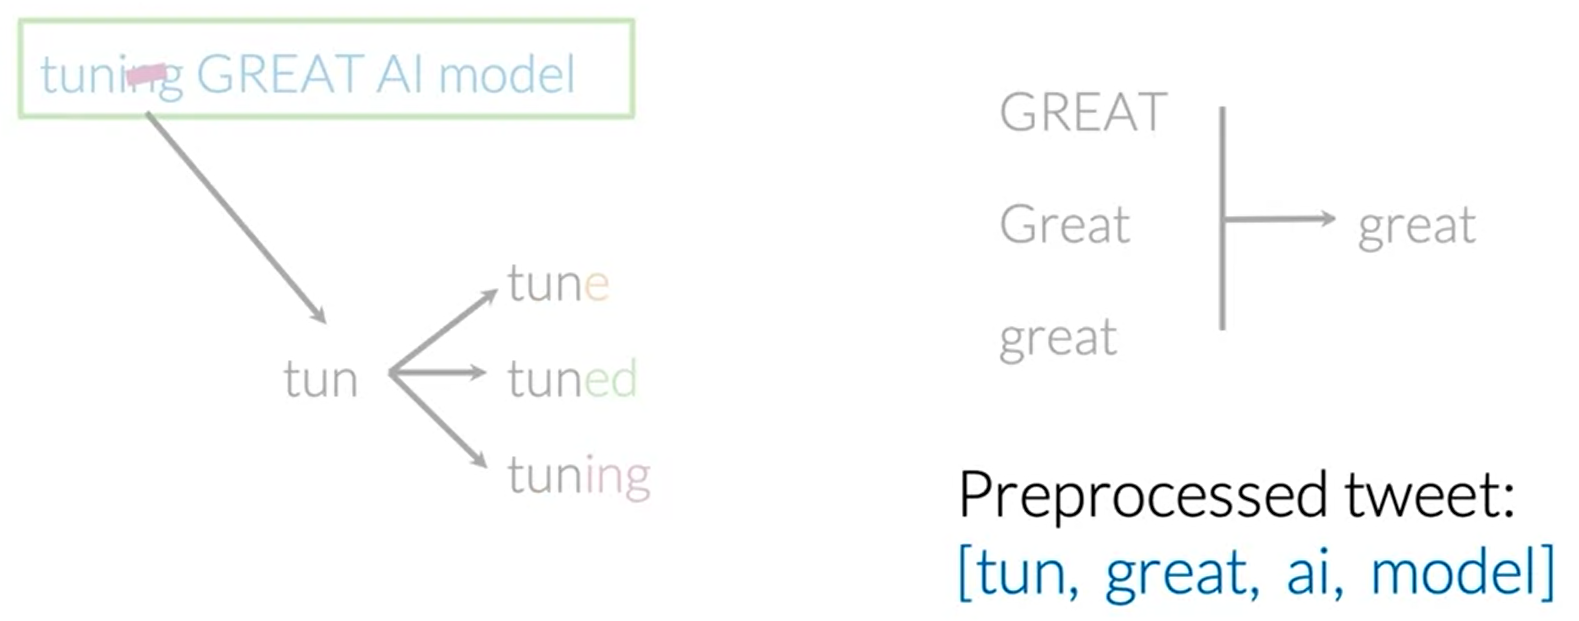 tuning GREAT AI model
tun
tune
tuned
tuning
GREAT
Great
great
great
Preprocessed tweet:
[tun, great, ai, model]